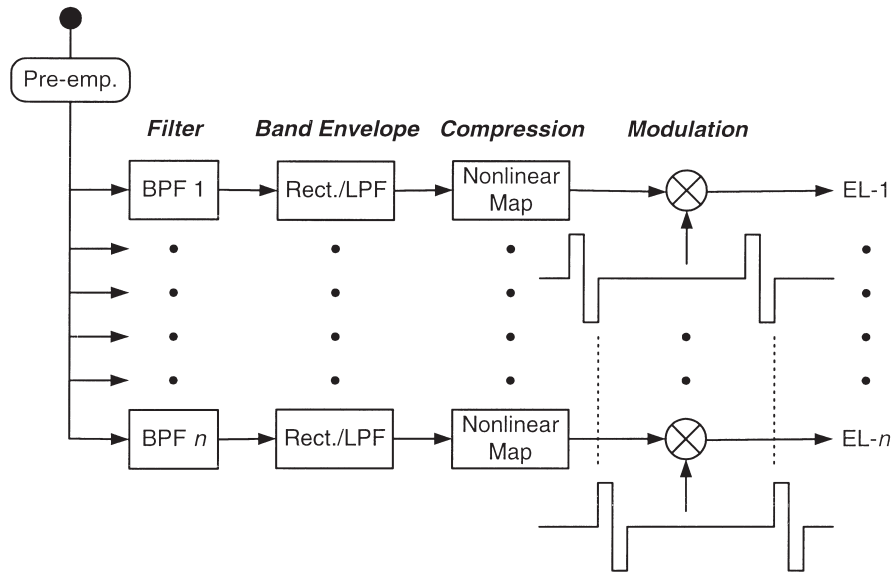 Pre-emp.
Filter Band Envelope Compression Modulation
BPF 1
Rect./LPF
Nonlinear
Map
EL-1
BPF n
Rect./LPF
Nonlinear
Map
EL-n